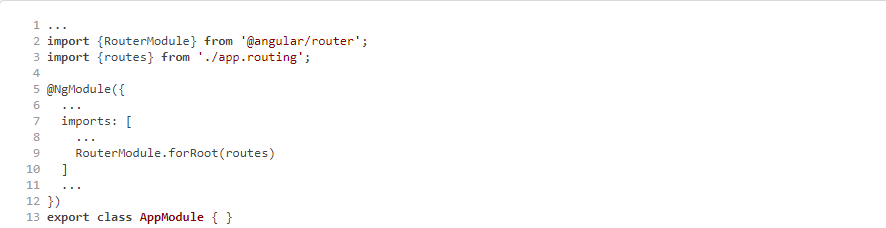 1 ...
2 import {RouterModule} from '@angular/router';
3 import {routes} from './app.routing';
4
5 @NgModule({
6   ...
7   imports: [
8     ...
9     RouterModule.forRoot(routes)
10   ]
11   ...
12 })
13 export class AppModule { }